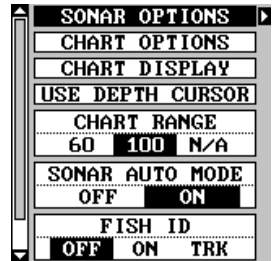 SONAR OPTIONS
CHART OPTIONS
CHART DISPLAY
USE DEPTH CURSOR
CHART RANGE
60 100 N/A
SONAR AUTO MODE
OFF ON
FISH ID
OFF ON TRK